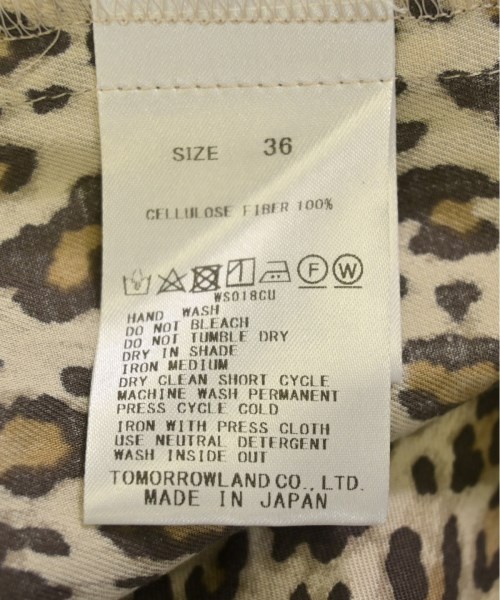 SIZE 36
CELLULOSE FIBER 100%
F W
WS018CU
HAND WASH
DO NOT BLEACH
DO NOT TUMBLE DRY
DRY IN SHADE
IRON MEDIUM
DRY CLEAN SHORT CYCLE
MACHINE WASH PERMANENT
PRESS CYCLE COLD
IRON WITH PRESS CLOTH
USE NEUTRAL DETERGENT
WASH INSIDE OUT
TOMORROWLAND CO., LTD.
MADE IN JAPAN